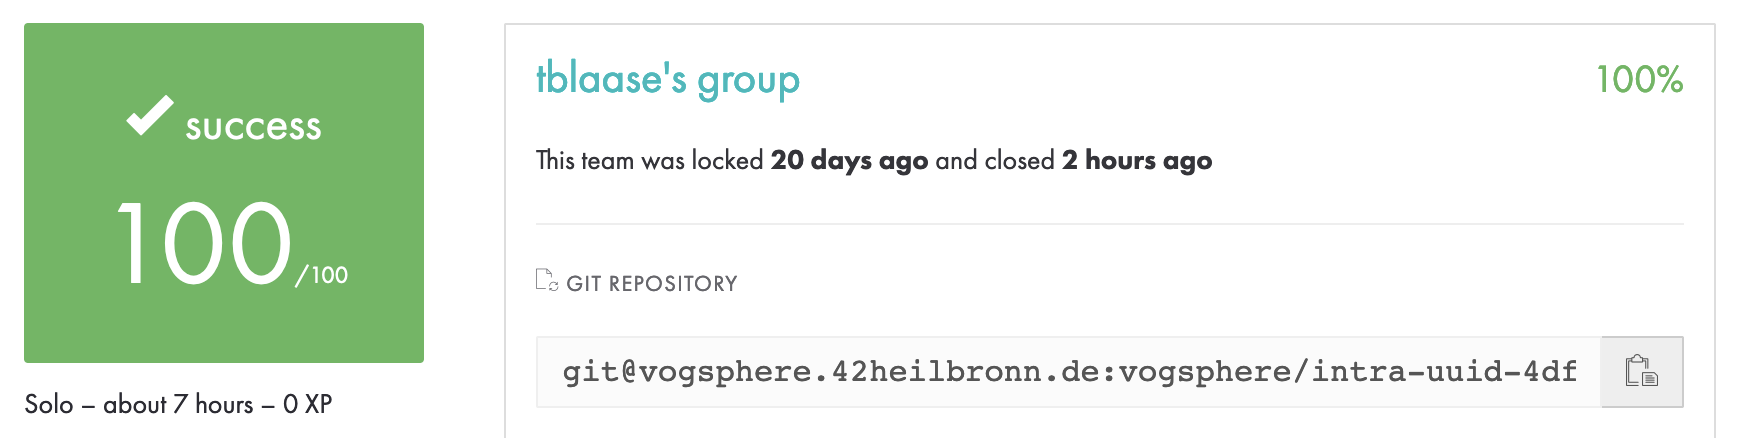 success
100/100
Solo – about 7 hours – 0 XP
tblaase's group
100%
This team was locked 20 days ago and closed 2 hours ago
GIT REPOSITORY
git@vogsphere.42heilbronn.de:vogsphere/intra-uuid-4df